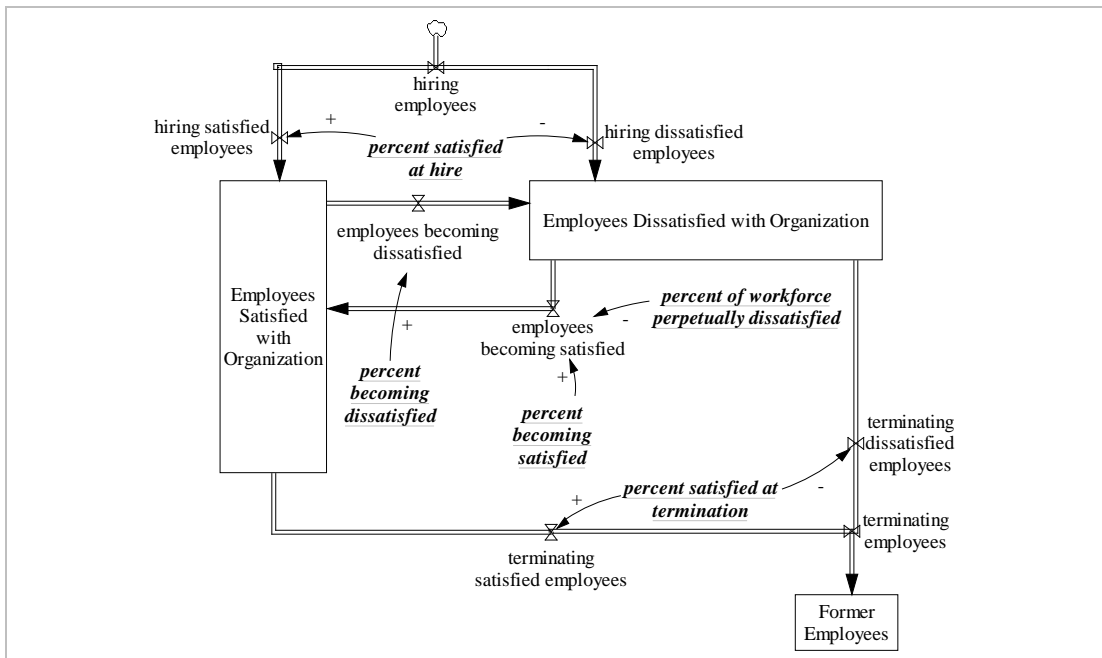 hiring
employees
hiring satisfied
employees
+
-
percent satisfied
at hire
hiring dissatisfied
employees
Employees Dissatisfied with Organization
employees becoming
dissatisfied
Employees
Satisfied
with
Organization
percent of workforce
perpetually dissatisfied
-
employees
becoming satisfied
+
percent
becoming
dissatisfied
+
percent
becoming
satisfied
terminating
dissatisfied
employees
percent satisfied at
termination
+
-
terminating
employees
terminating
satisfied employees
Former
Employees